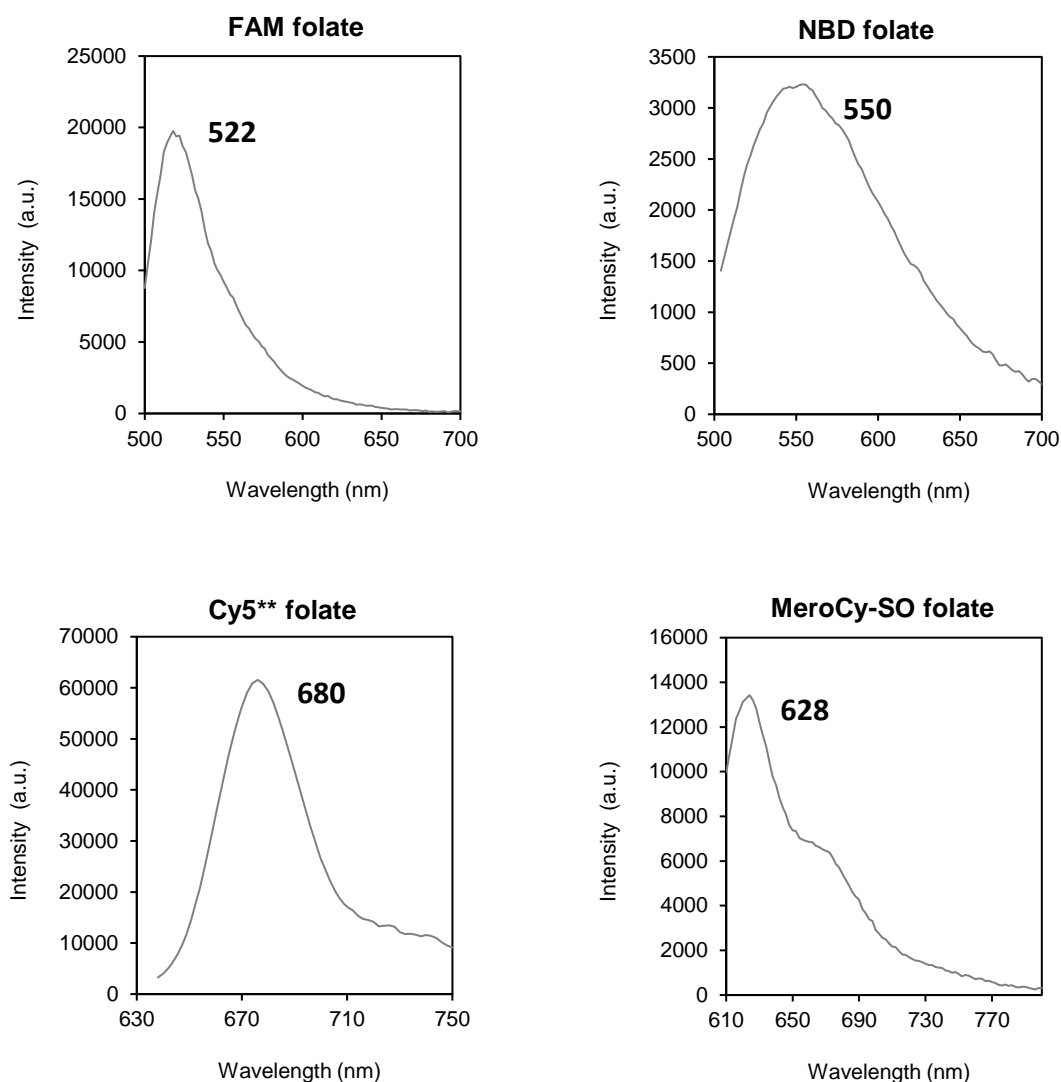 FAM folate
25000
20000
15000
10000
5000
0
Intensity (a.u.)
522
500 550 600 650 700
Wavelength (nm)
NBD folate
3500
3000
2500
2000
1500
1000
500
0
Intensity (a.u.)
550
500 550 600 650 700
Wavelength (nm)
Cy5** folate
70000
60000
50000
40000
30000
20000
10000
0
Intensity (a.u.)
680
630 670 710 750
Wavelength (nm)
MeroCy-SO folate
16000
14000
12000
10000
8000
6000
4000
2000
0
Intensity (a.u.)
628
610 650 690 730 770
Wavelength (nm)